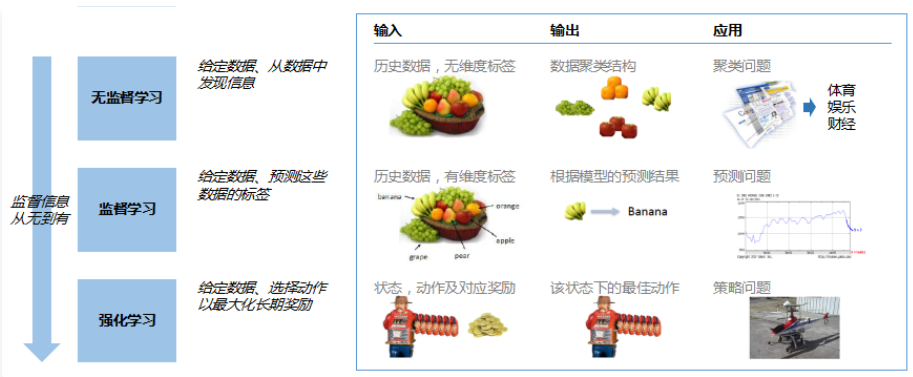 输入 输出 应用
无监督学习
给定数据、从数据中
发现信息
历史数据，无维度标签
数据聚类结构
聚类问题
体育
娱乐
财经
监督信息
从无到有
监督学习
给定数据、预测这些
数据的标签
历史数据，有维度标签
banana
orange
apple
pear
grape
根据模型的预测结果
Banana
预测问题
强化学习
给定数据、选择动作
以最大化长期奖励
状态，动作及对应奖励
该状态下的最佳动作
策略问题